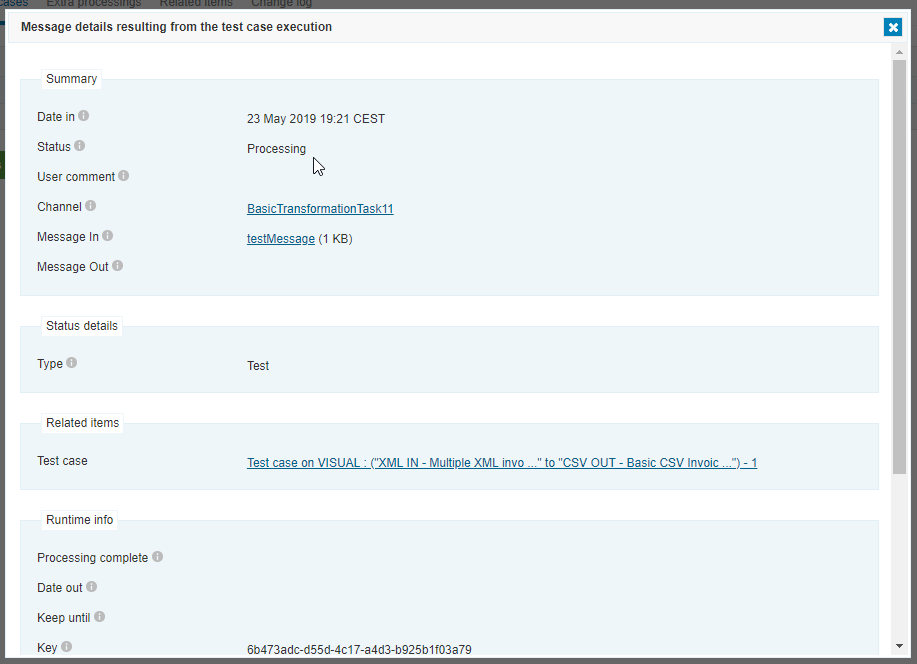 cases Extra processings Related items Change log
Message details resulting from the test case execution
Summary
Date in
23 May 2019 19:21 CEST
Status
Processing
User comment
Channel
BasicTransformationTask11
Message In
testMessage (1 KB)
Message Out
Status details
Type
Test
Related items
Test case
Test case on VISUAL : ("XML IN - Multiple XML invo ..." to "CSV OUT - Basic CSV Invoic ...") - 1
Runtime info
Processing complete
Date out
Keep until
Key
6b473adc-d55d-4c17-a4d3-b925b1f03a79